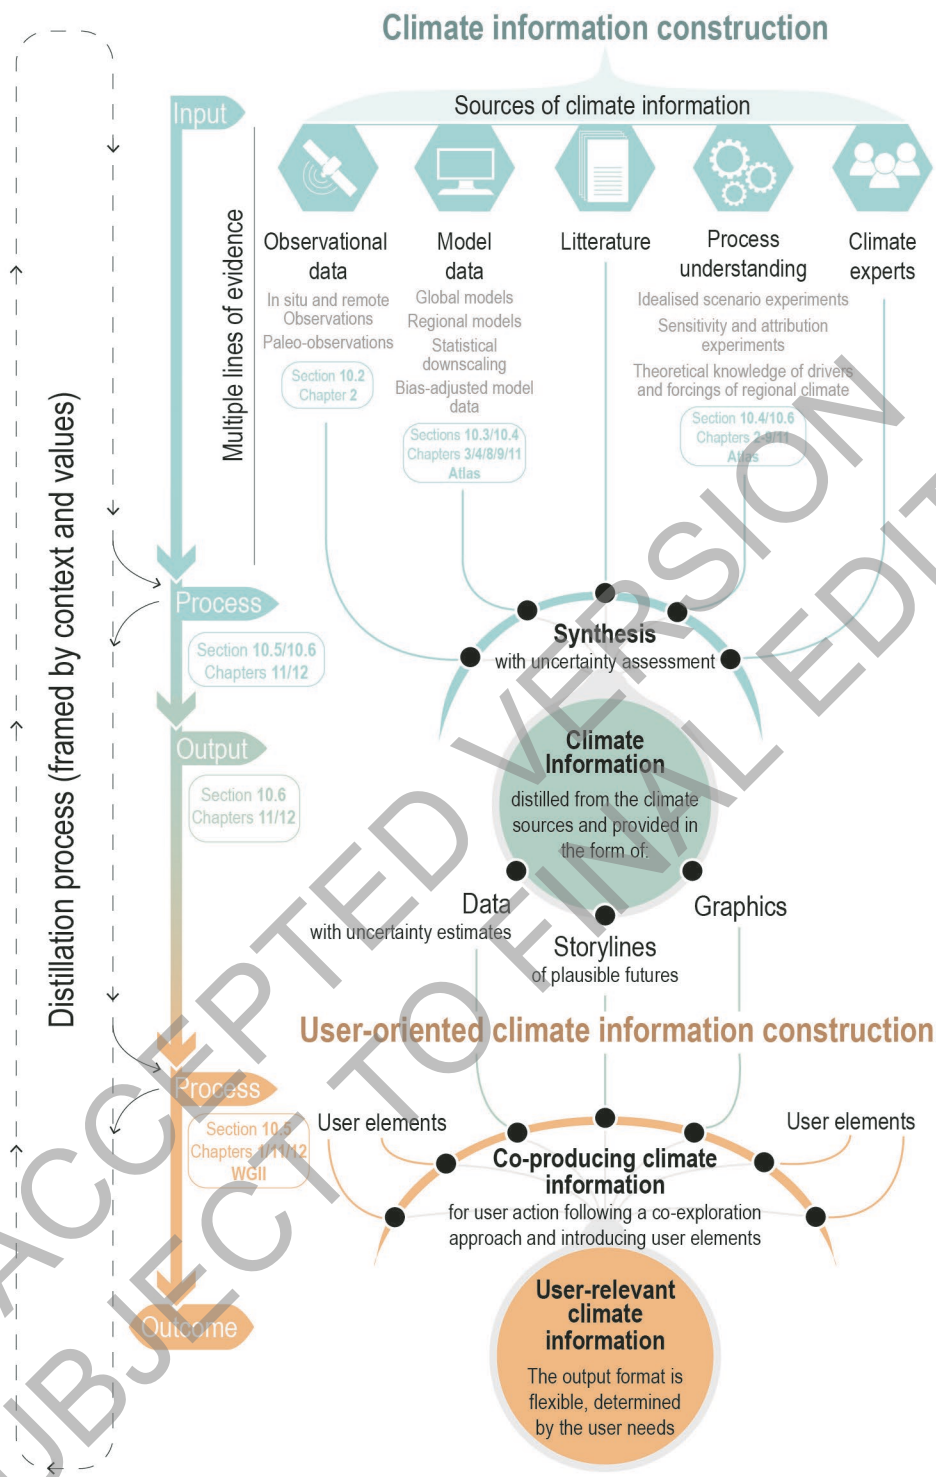 Climate information construction
Sources of climate information
Input
Multiple lines of evidence
Observational
data
In situ and remote
Observations
Paleo-observations
Section 10.2
Chapter 2
Model
data
Global models
Regional models
Statistical
downscaling
Bias-adjusted model
data
Sections 10.3/10.4
Chapters 3/4/8/9/11
Atlas
Litterature
Process
understanding
Idealised scenario experiments
Sensitivity and attribution
experiments
Theoretical knowledge of drivers
and forcings of regional climate
Section 10.4/10.6
Chapters 2-9/11
Atlas
Climate
experts
Distillation process (framed by context and values)
Process
Section 10.5/10.6
Chapters 11/12
Synthesis
with uncertainty assessment
Output
Section 10.6
Chapters 11/12
Climate
Information
distilled from the climate
sources and provided in
the form of:
Data
with uncertainty estimates
Storylines
of plausible futures
Graphics
User-oriented climate information construction
Process
Section 10.5
Chapters 1/11/12
WGII
User elements
User elements
Co-producing climate
information
for user action following a co-exploration
approach and introducing user elements
Outcome
User-relevant
climate
information
The output format is
flexible, determined
by the user needs
ACCEPTED VERSION
SUBJECT TO FINAL EDIT